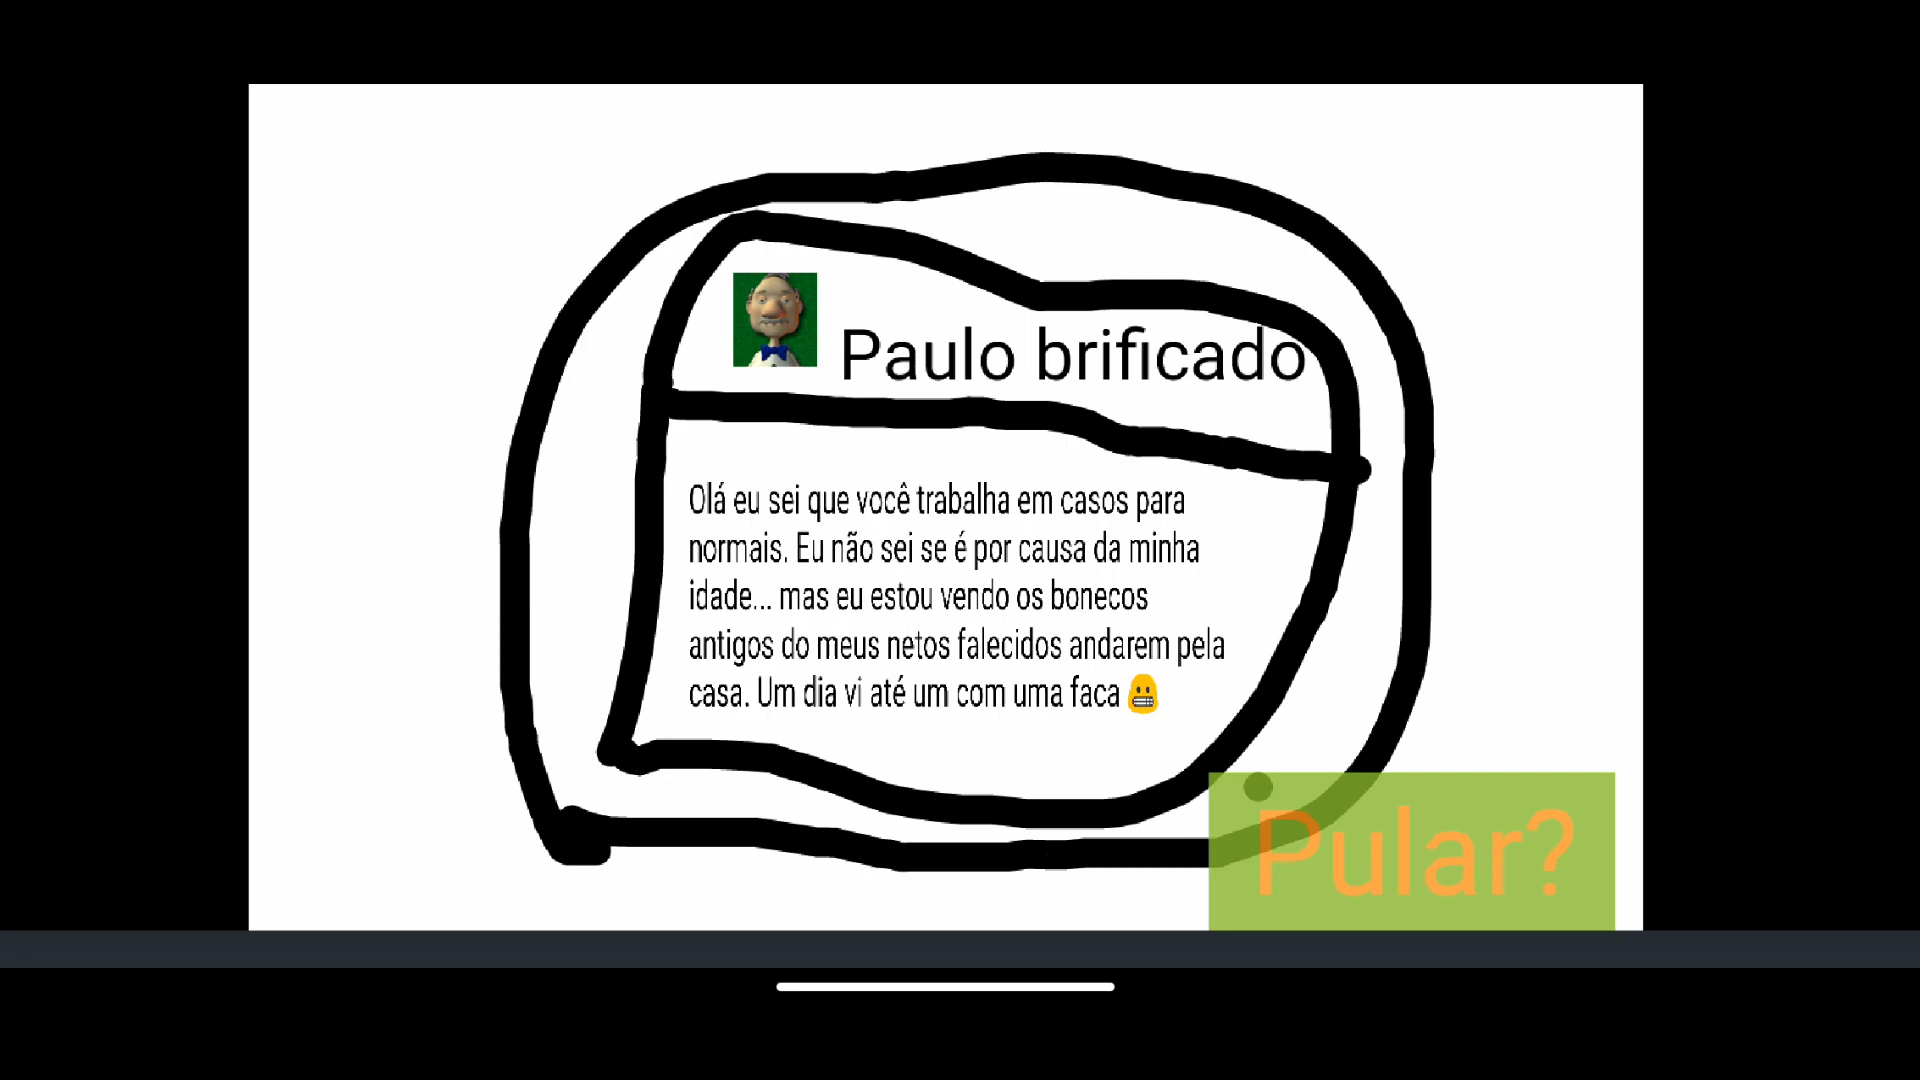 Paulo brificado
Olá eu sei que você trabalha em casos para
normais. Eu não sei se é por causa da minha
idade... mas eu estou vendo os bonecos
antigos do meus netos falecidos andarem pela
casa. Um dia vi até um com uma faca 😬
Pular?